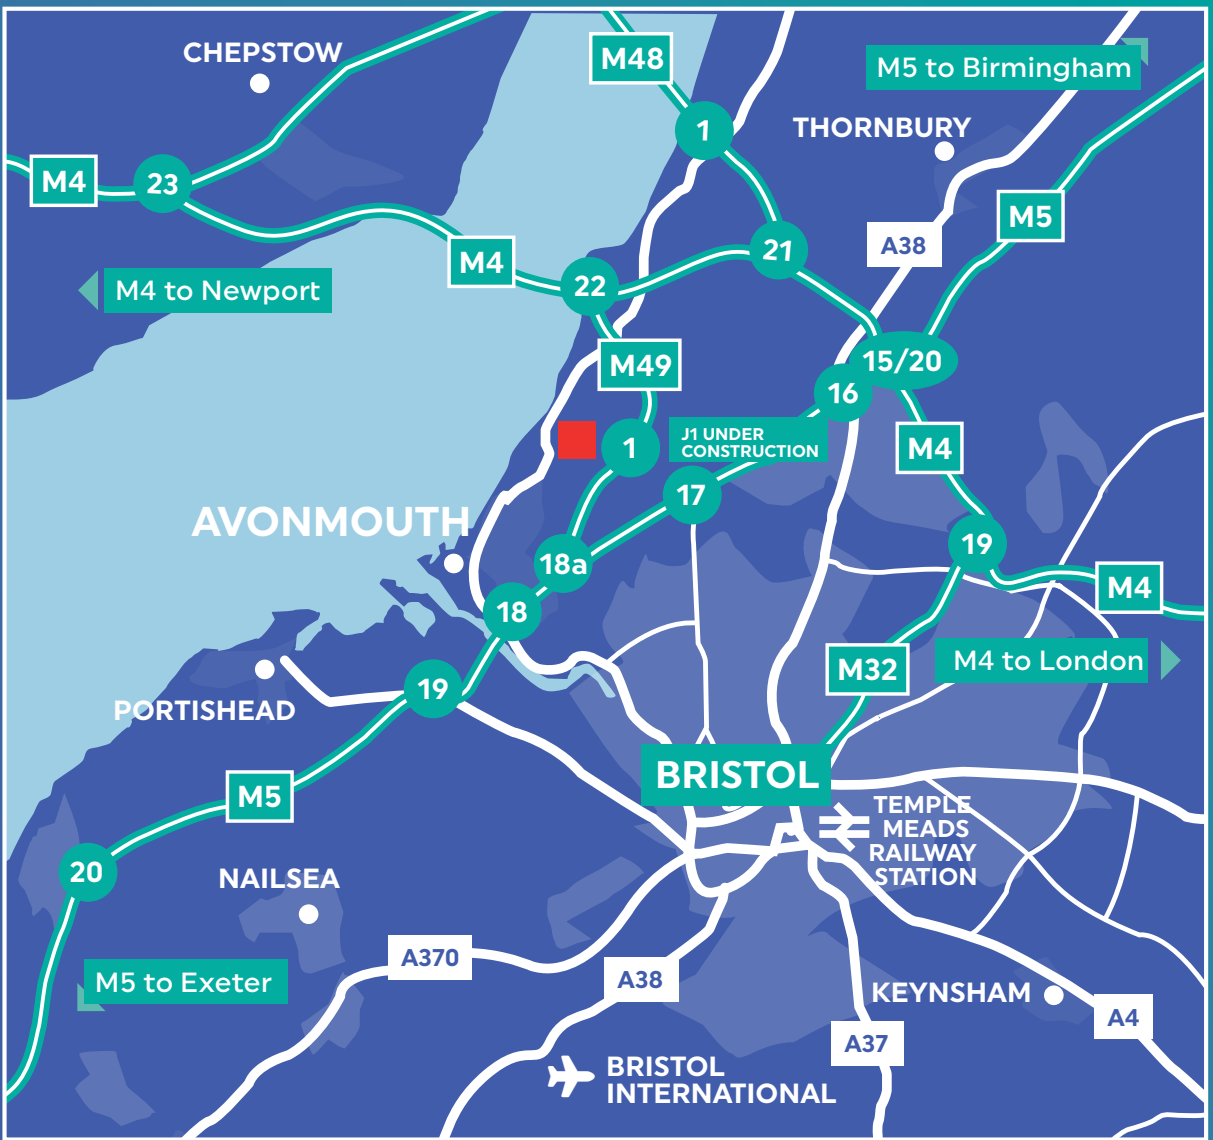 CHEPSTOW
M48
M5 to Birmingham
1
THORNBURY
M4
23
M5
A38
21
M4
22
M4 to Newport
15/20
M49
16
J1 UNDER
CONSTRUCTION
1
M4
17
AVONMOUTH
19
18a
M4
18
M4 to London
M32
19
PORTISHEAD
BRISTOL
M5
TEMPLE
MEADS
RAILWAY
STATION
20
NAILSEA
A370
A38
M5 to Exeter
KEYNSHAM
A4
A37
BRISTOL
INTERNATIONAL